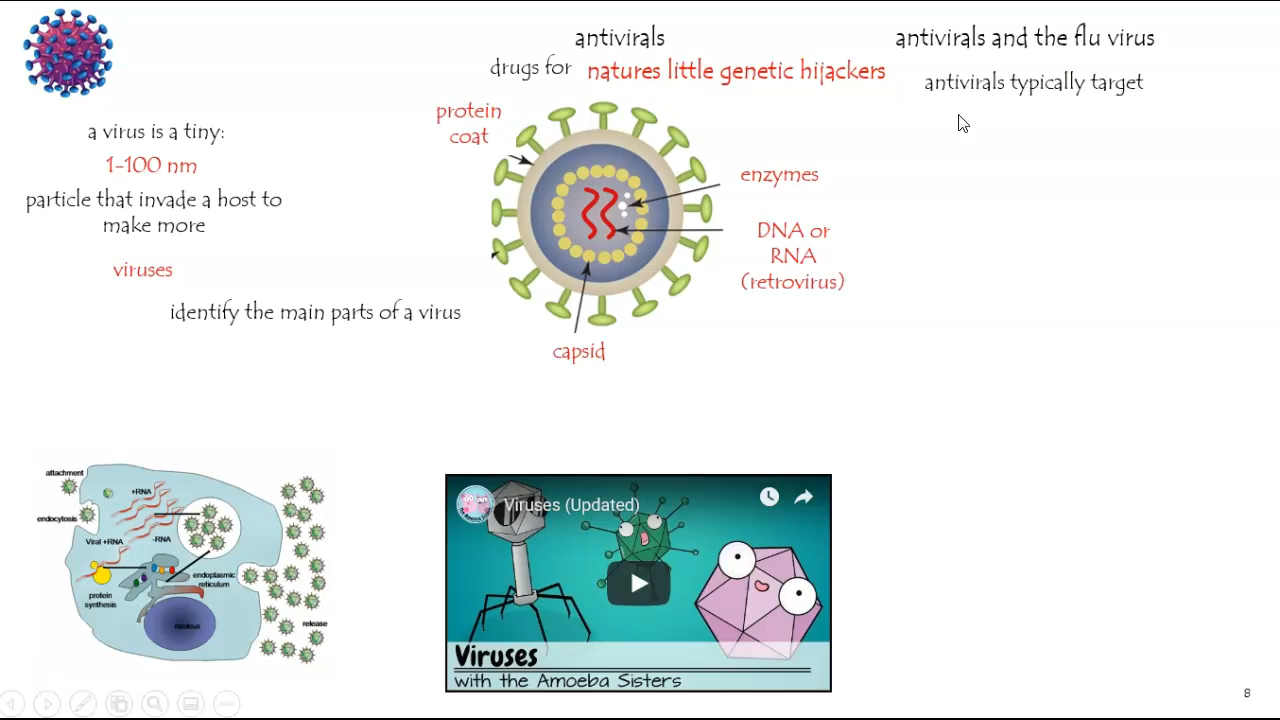 antivirals
drugs for natures little genetic hijackers
antivirals and the flu virus
antivirals typically target
a virus is a tiny:
1-100 nm
particle that invade a host to
make more
viruses
identify the main parts of a virus
protein
coat
enzymes
DNA or
RNA
(retrovirus)
capsid
attachment
+RNA
endocytosis
Viral +RNA
-RNA
protein
synthesis
endoplasmic
reticulum
nucleus
release
Viruses (Updated)
Viruses
with the Amoeba Sisters
8